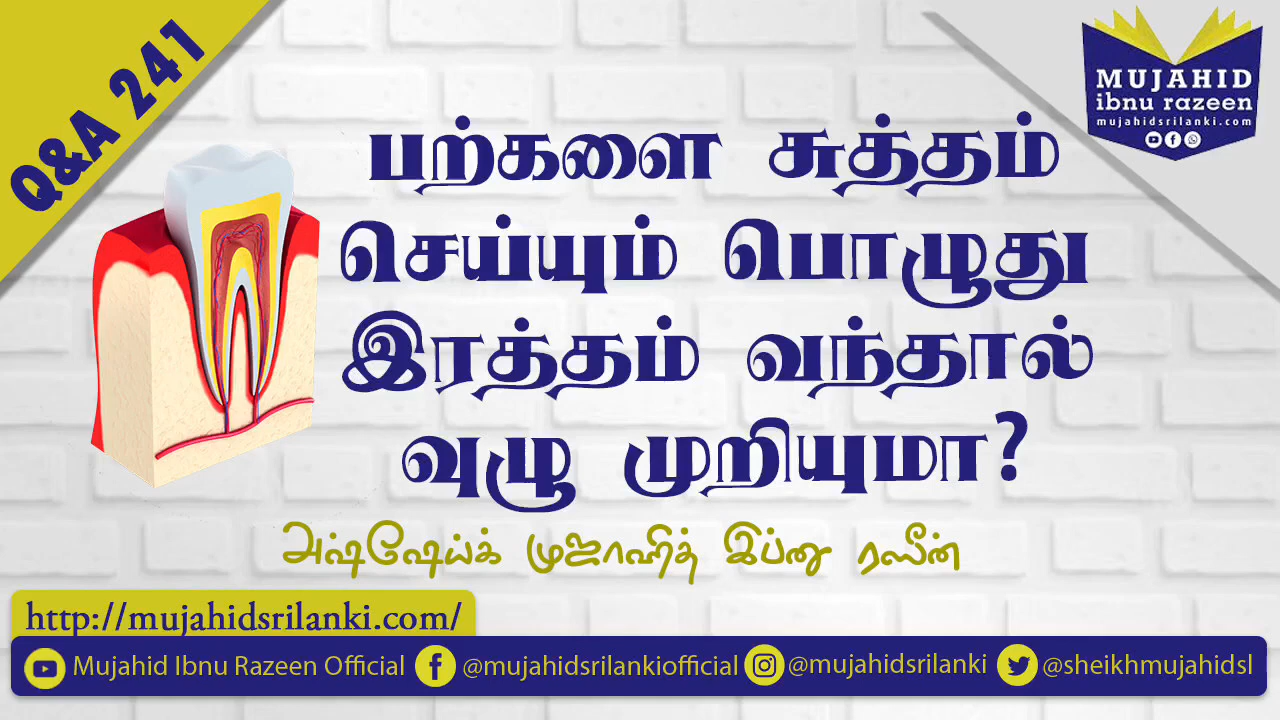 Q&A 241
MUJAHID
ibnu razeen
mujahidsrilanki.com
பற்களை சுத்தம்
செய்யும் பொழுது
இரத்தம் வந்தால்
வுழூ முறியுமா?
அஷ்ஷேய்க் முஜாஹித் இப்னு ரஸீன்
http://mujahidsrilanki.com/
Mujahid Ibnu Razeen Official @mujahidsrilankiofficial @mujahidsrilanki @sheikhmujahidsl